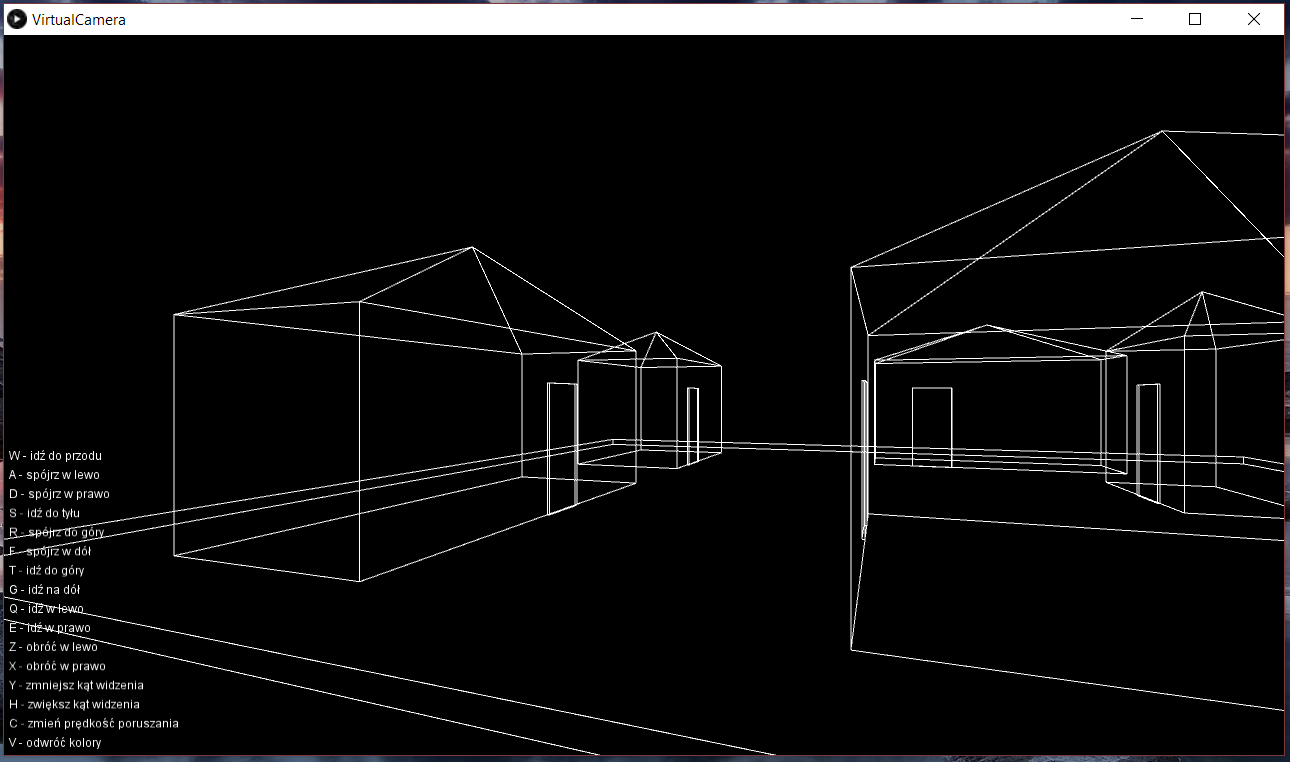 VirtualCamera
W - idź do przodu
A - spójrz w lewo
D - spójrz w prawo
S - idź do tyłu
R - spójrz do góry
F - spójrz w dół
T - idź do góry
G - idź na dół
Q - idź w lewo
E - idź w prawo
Z - obróć w lewo
X - obróć w prawo
Y - zmniejsz kąt widzenia
H - zwiększ kąt widzenia
C - zmień prędkość poruszania
V - odwróć kolory